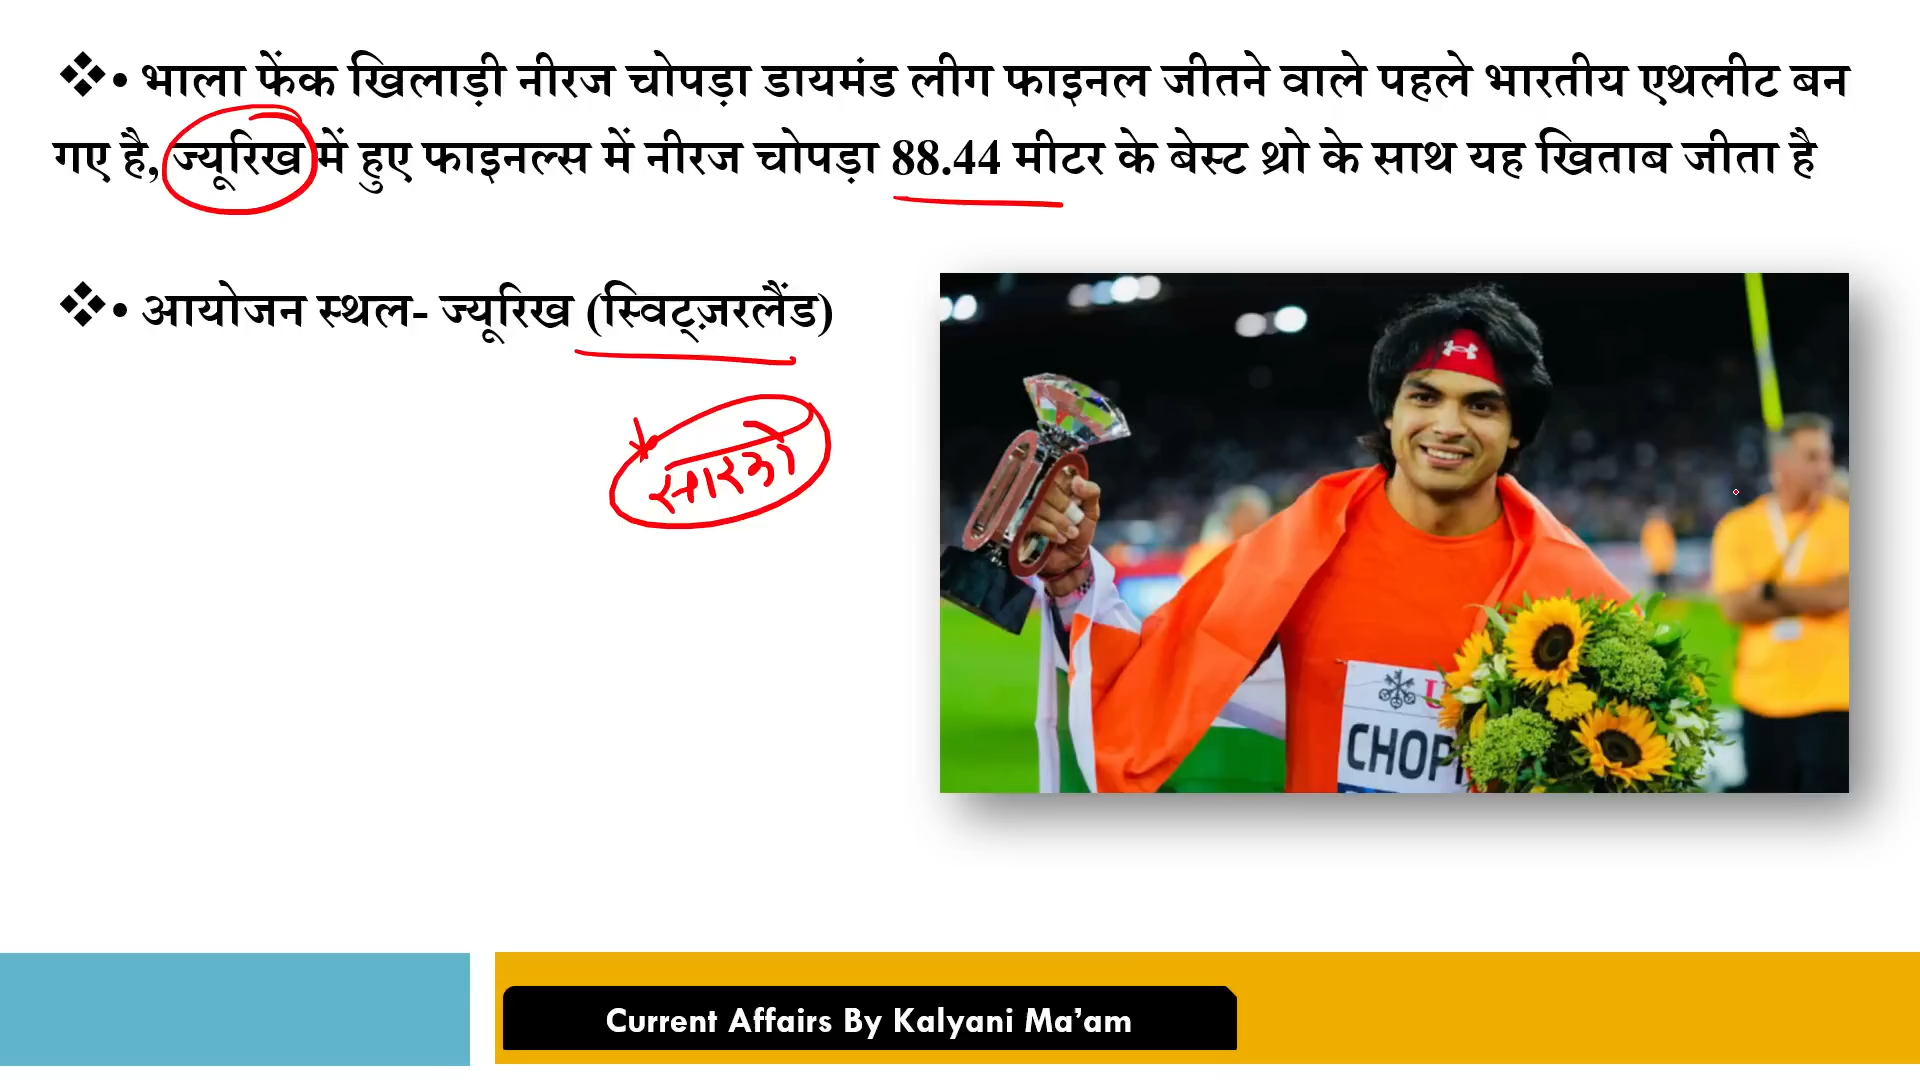 ❖• भाला फेंक खिलाड़ी नीरज चोपड़ा डायमंड लीग फाइनल जीतने वाले पहले भारतीय एथलीट बन
गए है, ज्यूरिख में हुए फाइनल्स में नीरज चोपड़ा 88.44 मीटर के बेस्ट थ्रो के साथ यह खिताब जीता है
❖• आयोजन स्थल- ज्यूरिख (स्विट्ज़रलैंड)
CHOP
Current Affairs By Kalyani Ma’am